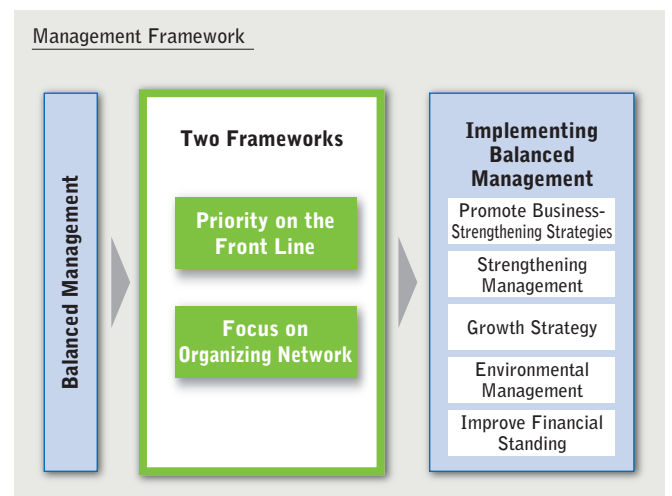 Management Framework
Balanced Management
Two Frameworks
Priority on the
Front Line
Focus on
Organizing Network
Implementing
Balanced
Management
Promote Business-
Strengthening Strategies
Strengthening
Management
Growth Strategy
Environmental
Management
Improve Financial
Standing